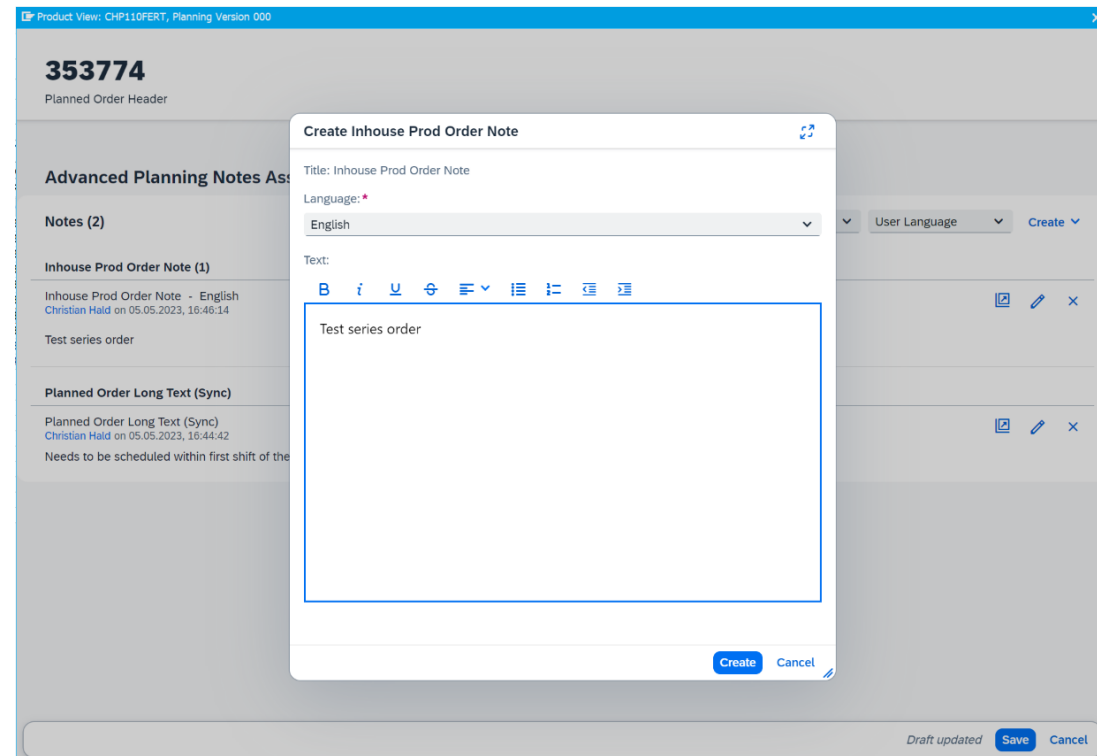 Product View: CHP110FERT, Planning Version 000
353774
Planned Order Header
Advanced Planning Notes
Notes (2)
User Language
Create
Inhouse Prod Order Note (1)
Inhouse Prod Order Note - English
Christian Hald on 05.05.2023, 16:46:14
Test series order
Planned Order Long Text (Sync)
Planned Order Long Text (Sync)
Christian Hald on 05.05.2023, 16:44:42
Needs to be scheduled within first shift of the
Create Inhouse Prod Order Note
Title: Inhouse Prod Order Note
Language:*
English
Text:
B i U S
Test series order
Create Cancel
Draft updated Save Cancel